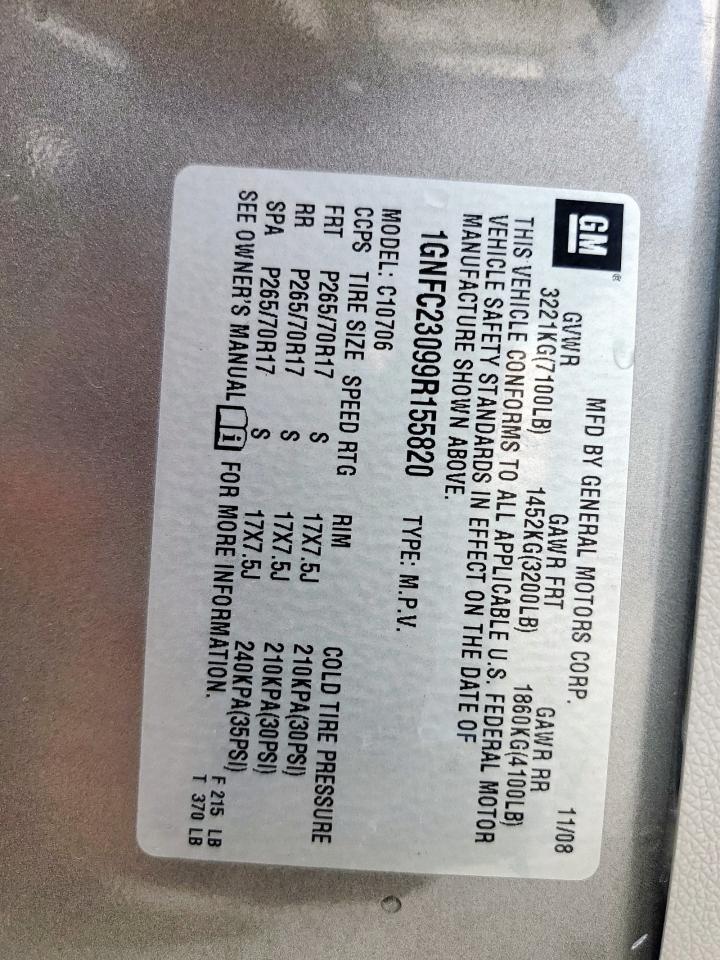 GM®
MFD BY GENERAL MOTORS CORP. 11/08
GVWR GAWR FRT GAWR RR
3221KG(7100LB) 1452KG(3200LB) 1860KG(4100LB)
THIS VEHICLE CONFORMS TO ALL APPLICABLE U.S. FEDERAL MOTOR
VEHICLE SAFETY STANDARDS IN EFFECT ON THE DATE OF
MANUFACTURE SHOWN ABOVE.
1GNFC23099R155820 TYPE: M.P.V.
MODEL: C10706
CCPS TIRE SIZE SPEED RTG RIM COLD TIRE PRESSURE
FRT P265/70R17 S 17X7.5J 210KPA(30PSI)
RR P265/70R17 S 17X7.5J 210KPA(30PSI)
SPA P265/70R17 S 17X7.5J 240KPA(35PSI)
SEE OWNER'S MANUAL i FOR MORE INFORMATION.
F 215 LB
T 370 LB